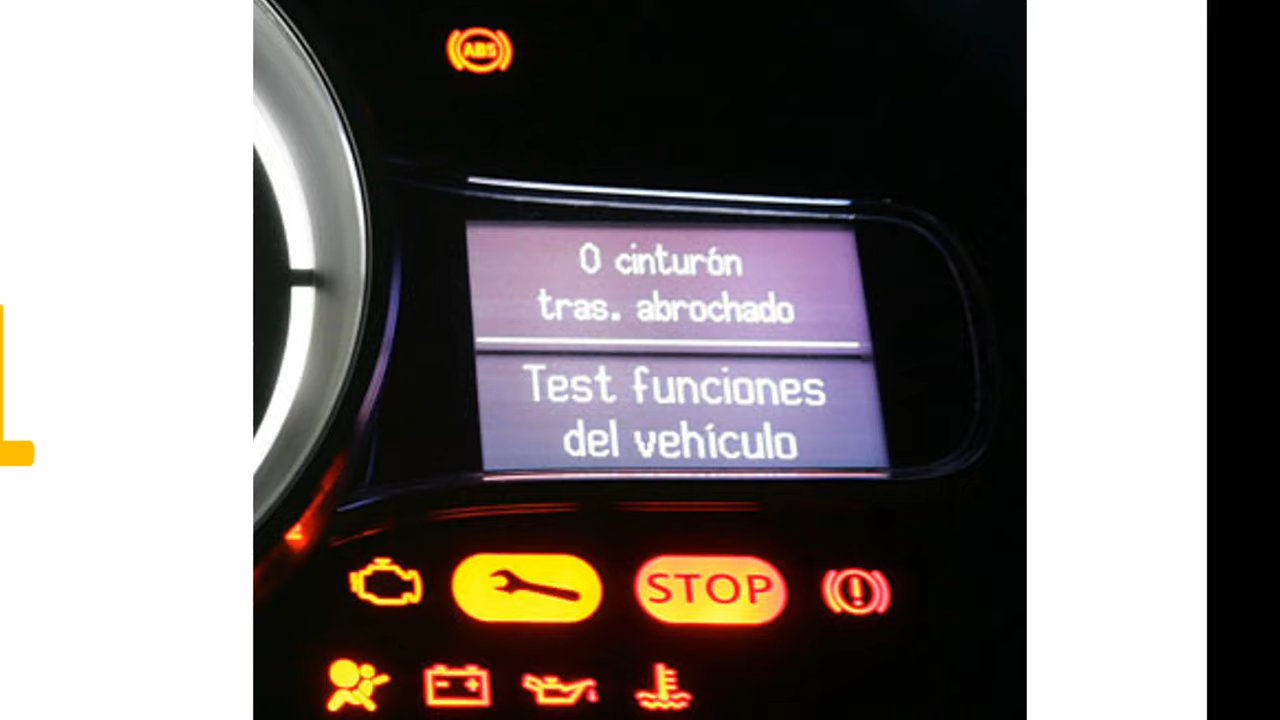 ABS
0 cinturón
tras. abrochado
Test funciones
del vehículo
STOP